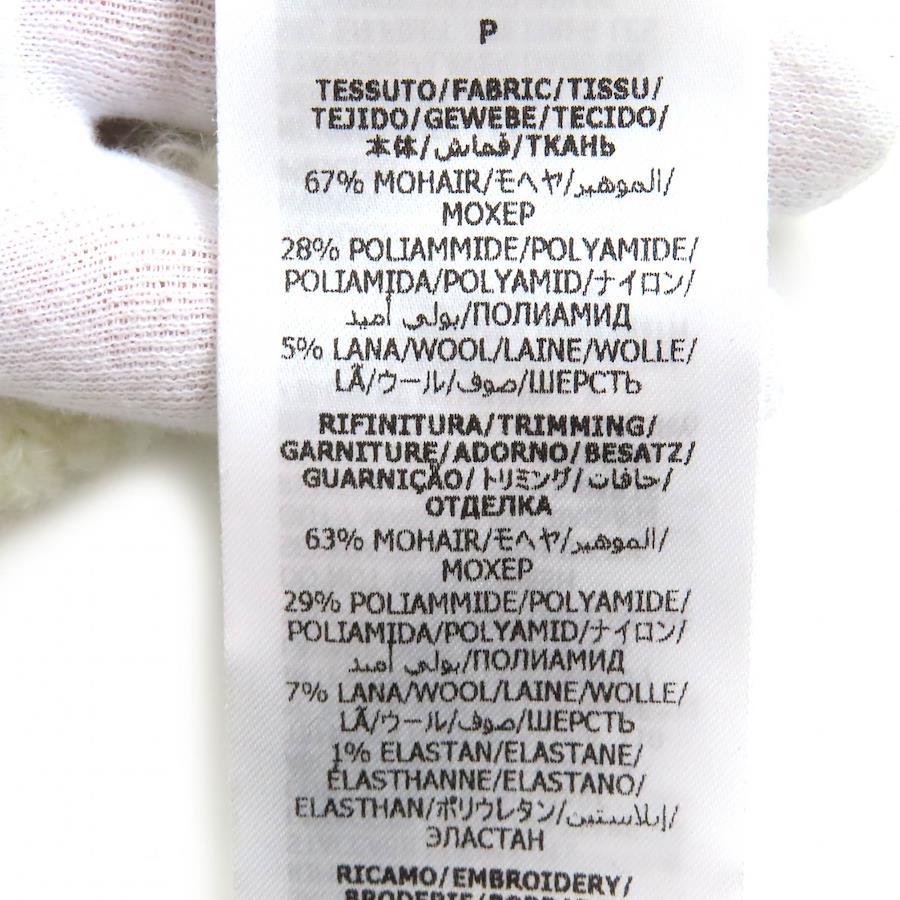 P
TESSUTO/FABRIC/TISSU/
TEJIDO/GEWEBE/TECIDO/
本体/قماش/ТКАНЬ
67% MOHAIR/モヘヤ/الموهير/
МОХЕР
28% POLIAMMIDE/POLYAMIDE/
POLIAMIDA/POLYAMID/ナイロン/
بولي أميد/ПОЛИАМИД
5% LANA/WOOL/LAINE/WOLLE/
LÃ/ウール/صوف/ШЕРСТЬ
RIFINITURA/TRIMMING/
GARNITURE/ADORNO/BESATZ/
GUARNIÇÃO/トリミング/حافات/
ОТДЕЛКА
63% MOHAIR/モヘヤ/الموهير/
МОХЕР
29% POLIAMMIDE/POLYAMIDE/
POLIAMIDA/POLYAMID/ナイロン/
بولي أميد/ПОЛИАМИД
7% LANA/WOOL/LAINE/WOLLE/
LÃ/ウール/صوف/ШЕРСТЬ
1% ELASTAN/ELASTANE/
ÉLASTHANNE/ELASTANO/
ELASTHAN/ポリウレタン/إيلاستين/
ЭЛАСТАН
RICAMO/EMBROIDERY/
BRODERIE/